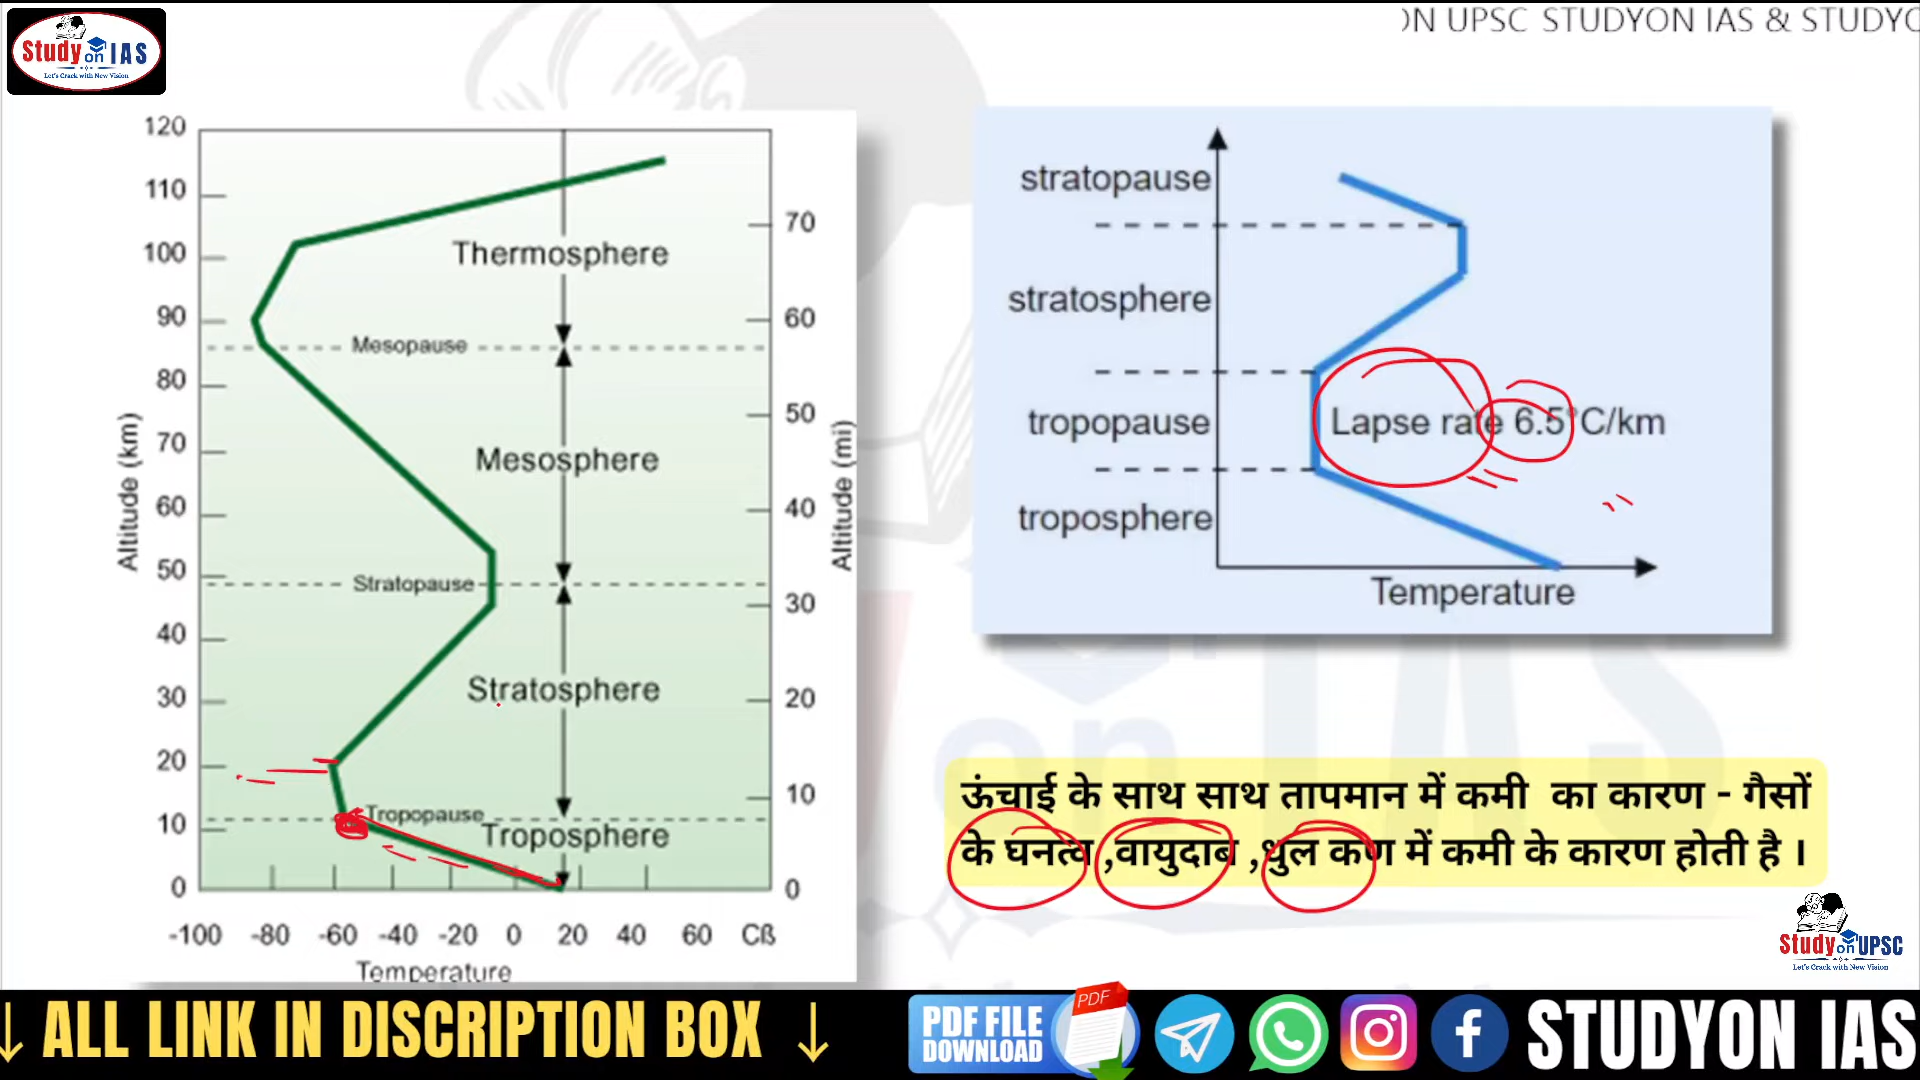 ON UPSC STUDYON IAS & STUDYO
Study on IAS
Let's Crack with New Vision
120
110
100
90
80
70
60
50
40
30
20
10
0
Altitude (km)
Thermosphere
Mesopause
Mesosphere
Stratopause
Stratosphere
Tropopause
Troposphere
70
60
50
40
30
20
10
0
Altitude (mi)
-100 -80 -60 -40 -20 0 20 40 60 Cß
Temperature
stratopause
stratosphere
tropopause
Lapse rate 6.5°C/km
troposphere
Temperature
ऊंचाई के साथ साथ तापमान में कमी का कारण - गैसों
के घनत्व ,वायुदाब ,धुल कण में कमी के कारण होती है ।
Study on UPSC
Let's Crack with New Vision
↓ ALL LINK IN DISCRIPTION BOX ↓
PDF FILE
DOWNLOAD
PDF
STUDYON IAS